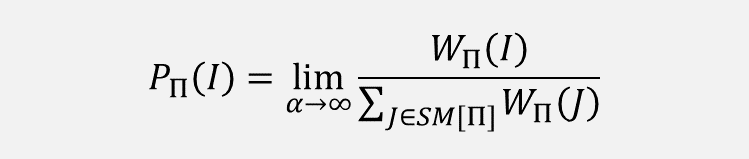 P_Π(I) = lim_{α→∞} W_Π(I) / ∑_{J∈SM[Π]} W_Π(J)